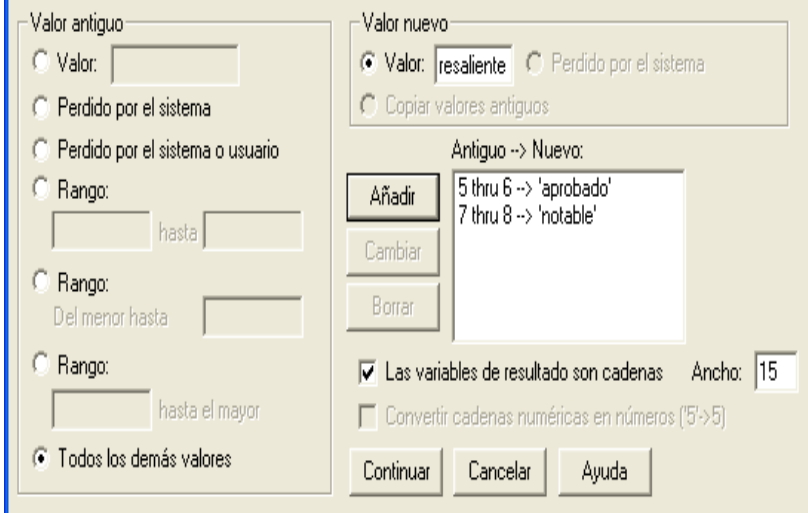 Valor antiguo
Valor:
Perdido por el sistema
Perdido por el sistema o usuario
Rango:
hasta
Rango:
Del menor hasta
Rango:
hasta el mayor
Todos los demás valores
Valor nuevo
Valor: resaliente Perdido por el sistema
Copiar valores antiguos
Antiguo --> Nuevo:
Añadir
Cambiar
Borrar
5 thru 6 --> 'aprobado'
7 thru 8 --> 'notable'
Las variables de resultado son cadenas Ancho: 15
Convertir cadenas numéricas en números ('5'->5)
Continuar Cancelar Ayuda